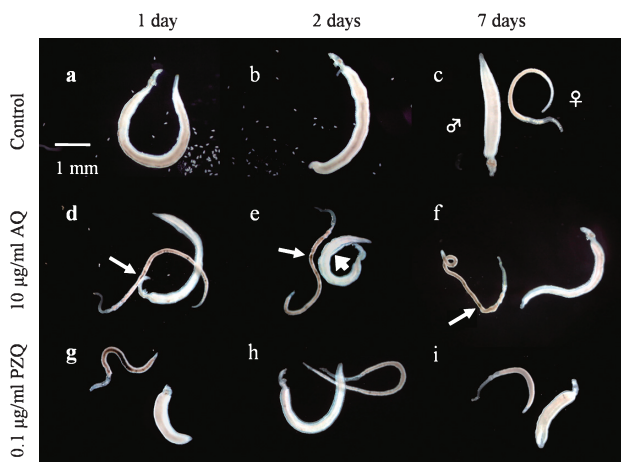 1 day 2 days 7 days
Control
a b c
♂ ♀
1 mm
10 µg/ml AQ
d e f
0.1 µg/ml PZQ
g h i